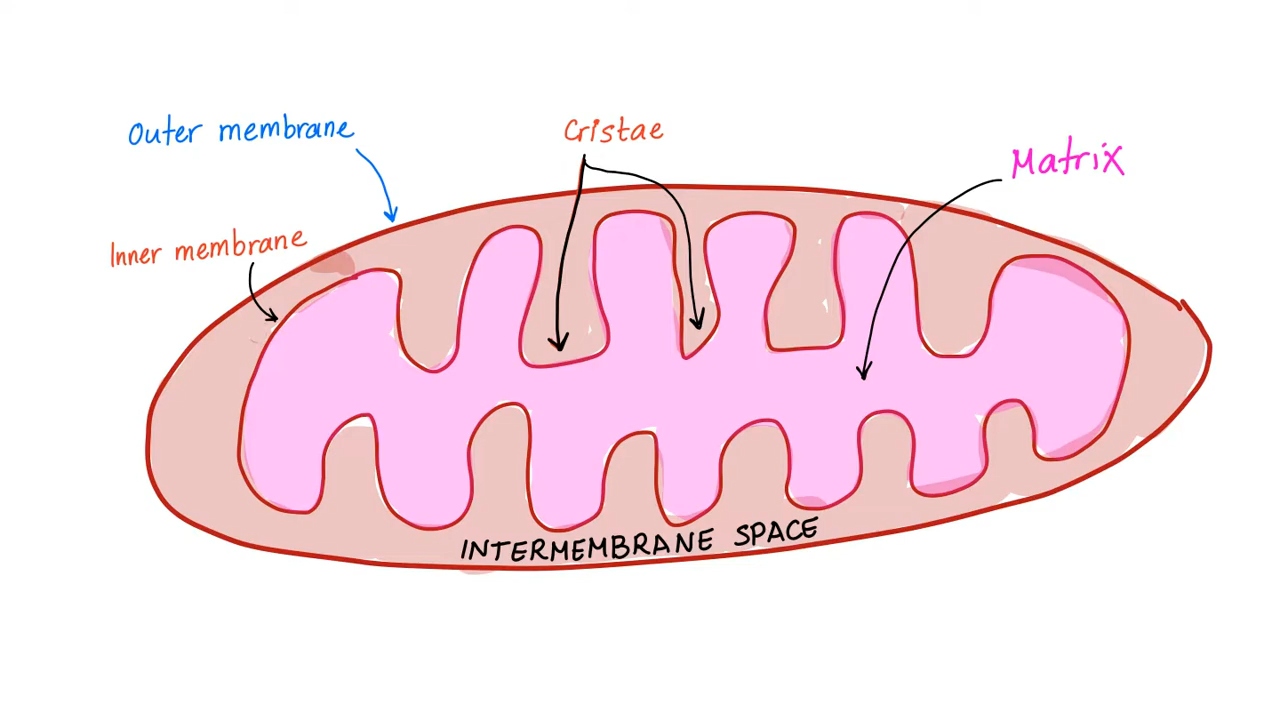 Outer membrane
Cristae
Matrix
Inner membrane
INTERMEMBRANE SPACE